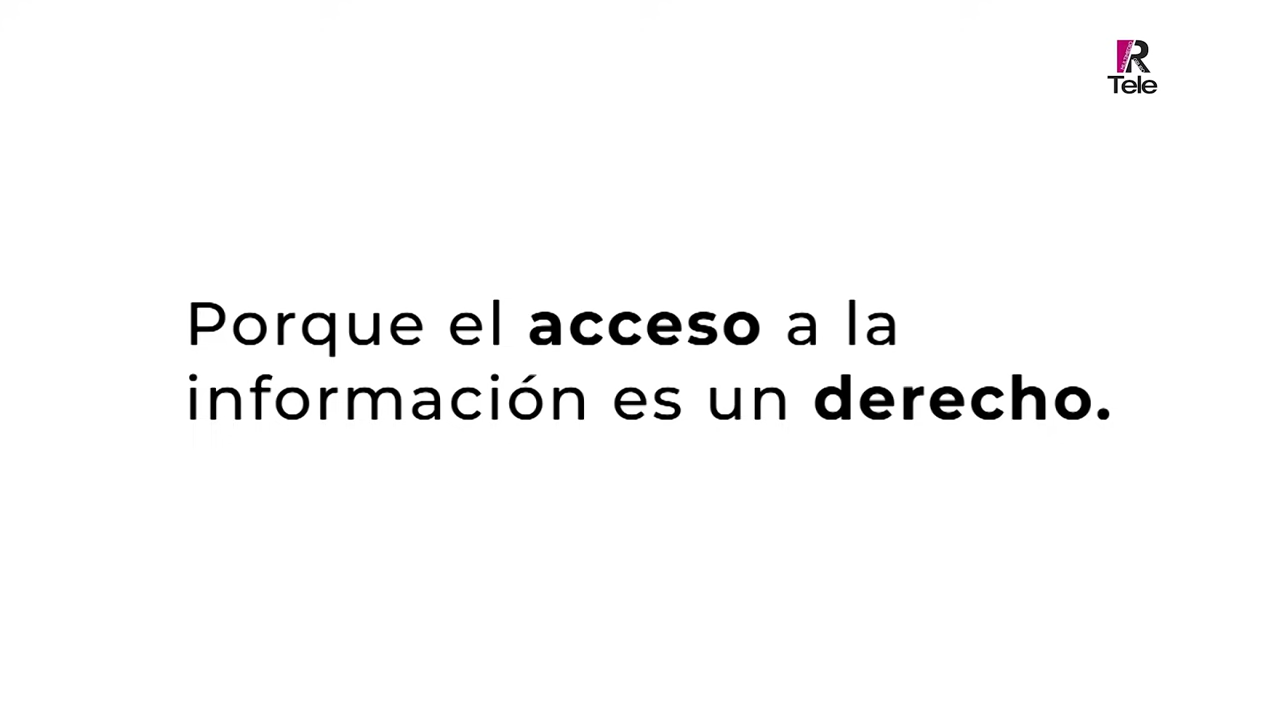 R
Tele
Porque el acceso a la
información es un derecho.